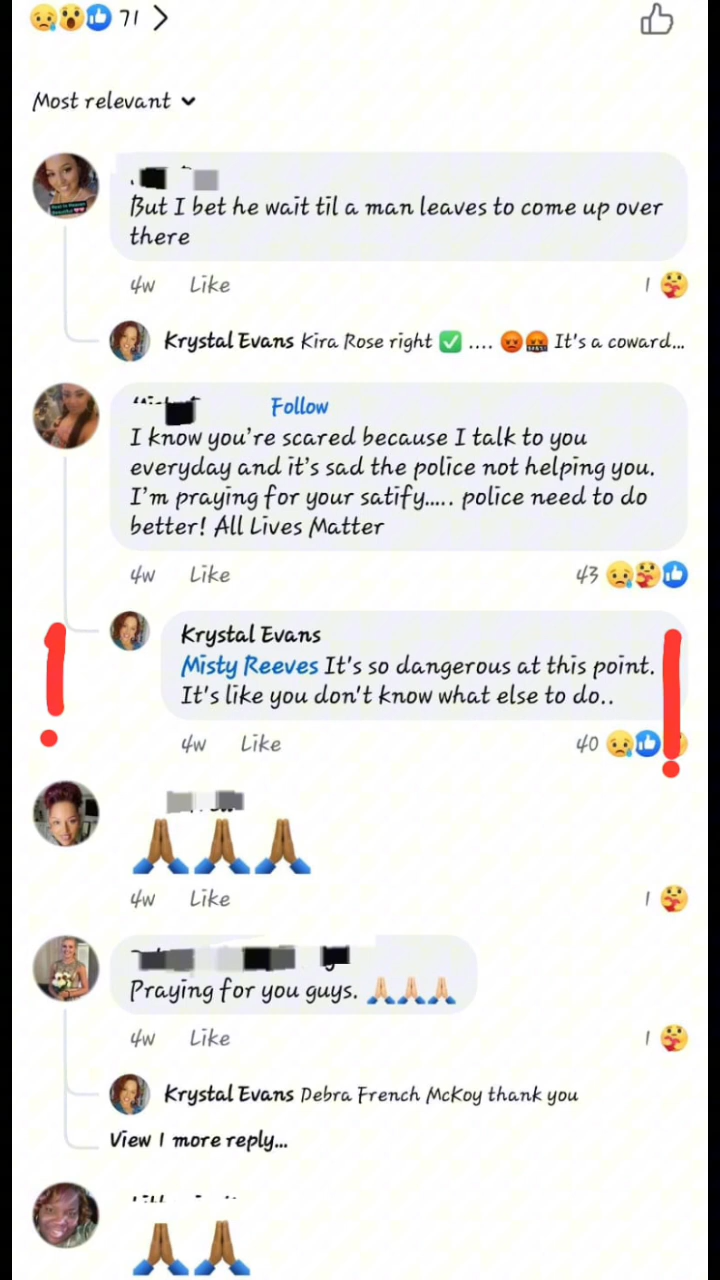 71
Most relevant
But I bet he wait til a man leaves to come up over
there
4w Like 1
Krystal Evans Kira Rose right ✅ .... 😡🤬 It's a coward...
Follow
I know you're scared because I talk to you
everyday and it's sad the police not helping you.
I'm praying for your satify..... police need to do
better! All Lives Matter
4w Like 43
Krystal Evans
Misty Reeves It's so dangerous at this point.
It's like you don't know what else to do..
4w Like 40
🙏🏾🙏🏾🙏🏾
4w Like 1
Praying for you guys. 🙏🏼🙏🏼🙏🏼
4w Like 1
Krystal Evans Debra French McKoy thank you
View 1 more reply...
🙏🏾🙏🏾